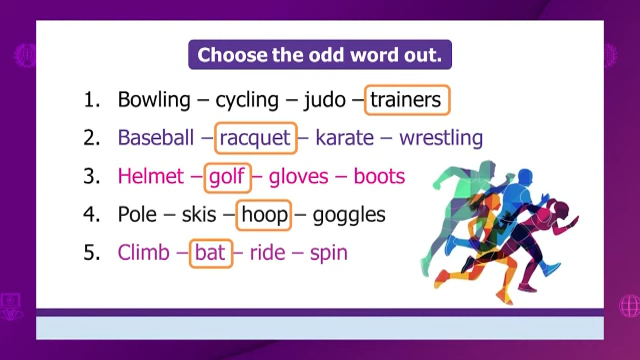 Choose the odd word out.
1. Bowling – cycling – judo – trainers
2. Baseball – racquet – karate – wrestling
3. Helmet – golf – gloves – boots
4. Pole – skis – hoop – goggles
5. Climb – bat – ride – spin